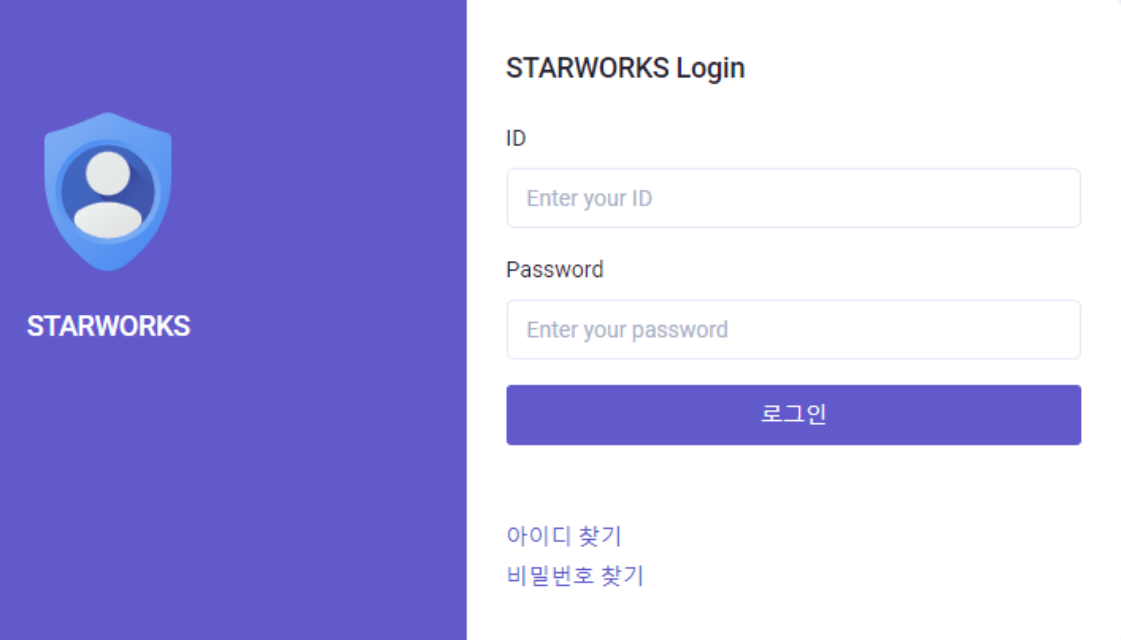 STARWORKS
STARWORKS Login
ID
Enter your ID
Password
Enter your password
로그인
아이디 찾기
비밀번호 찾기